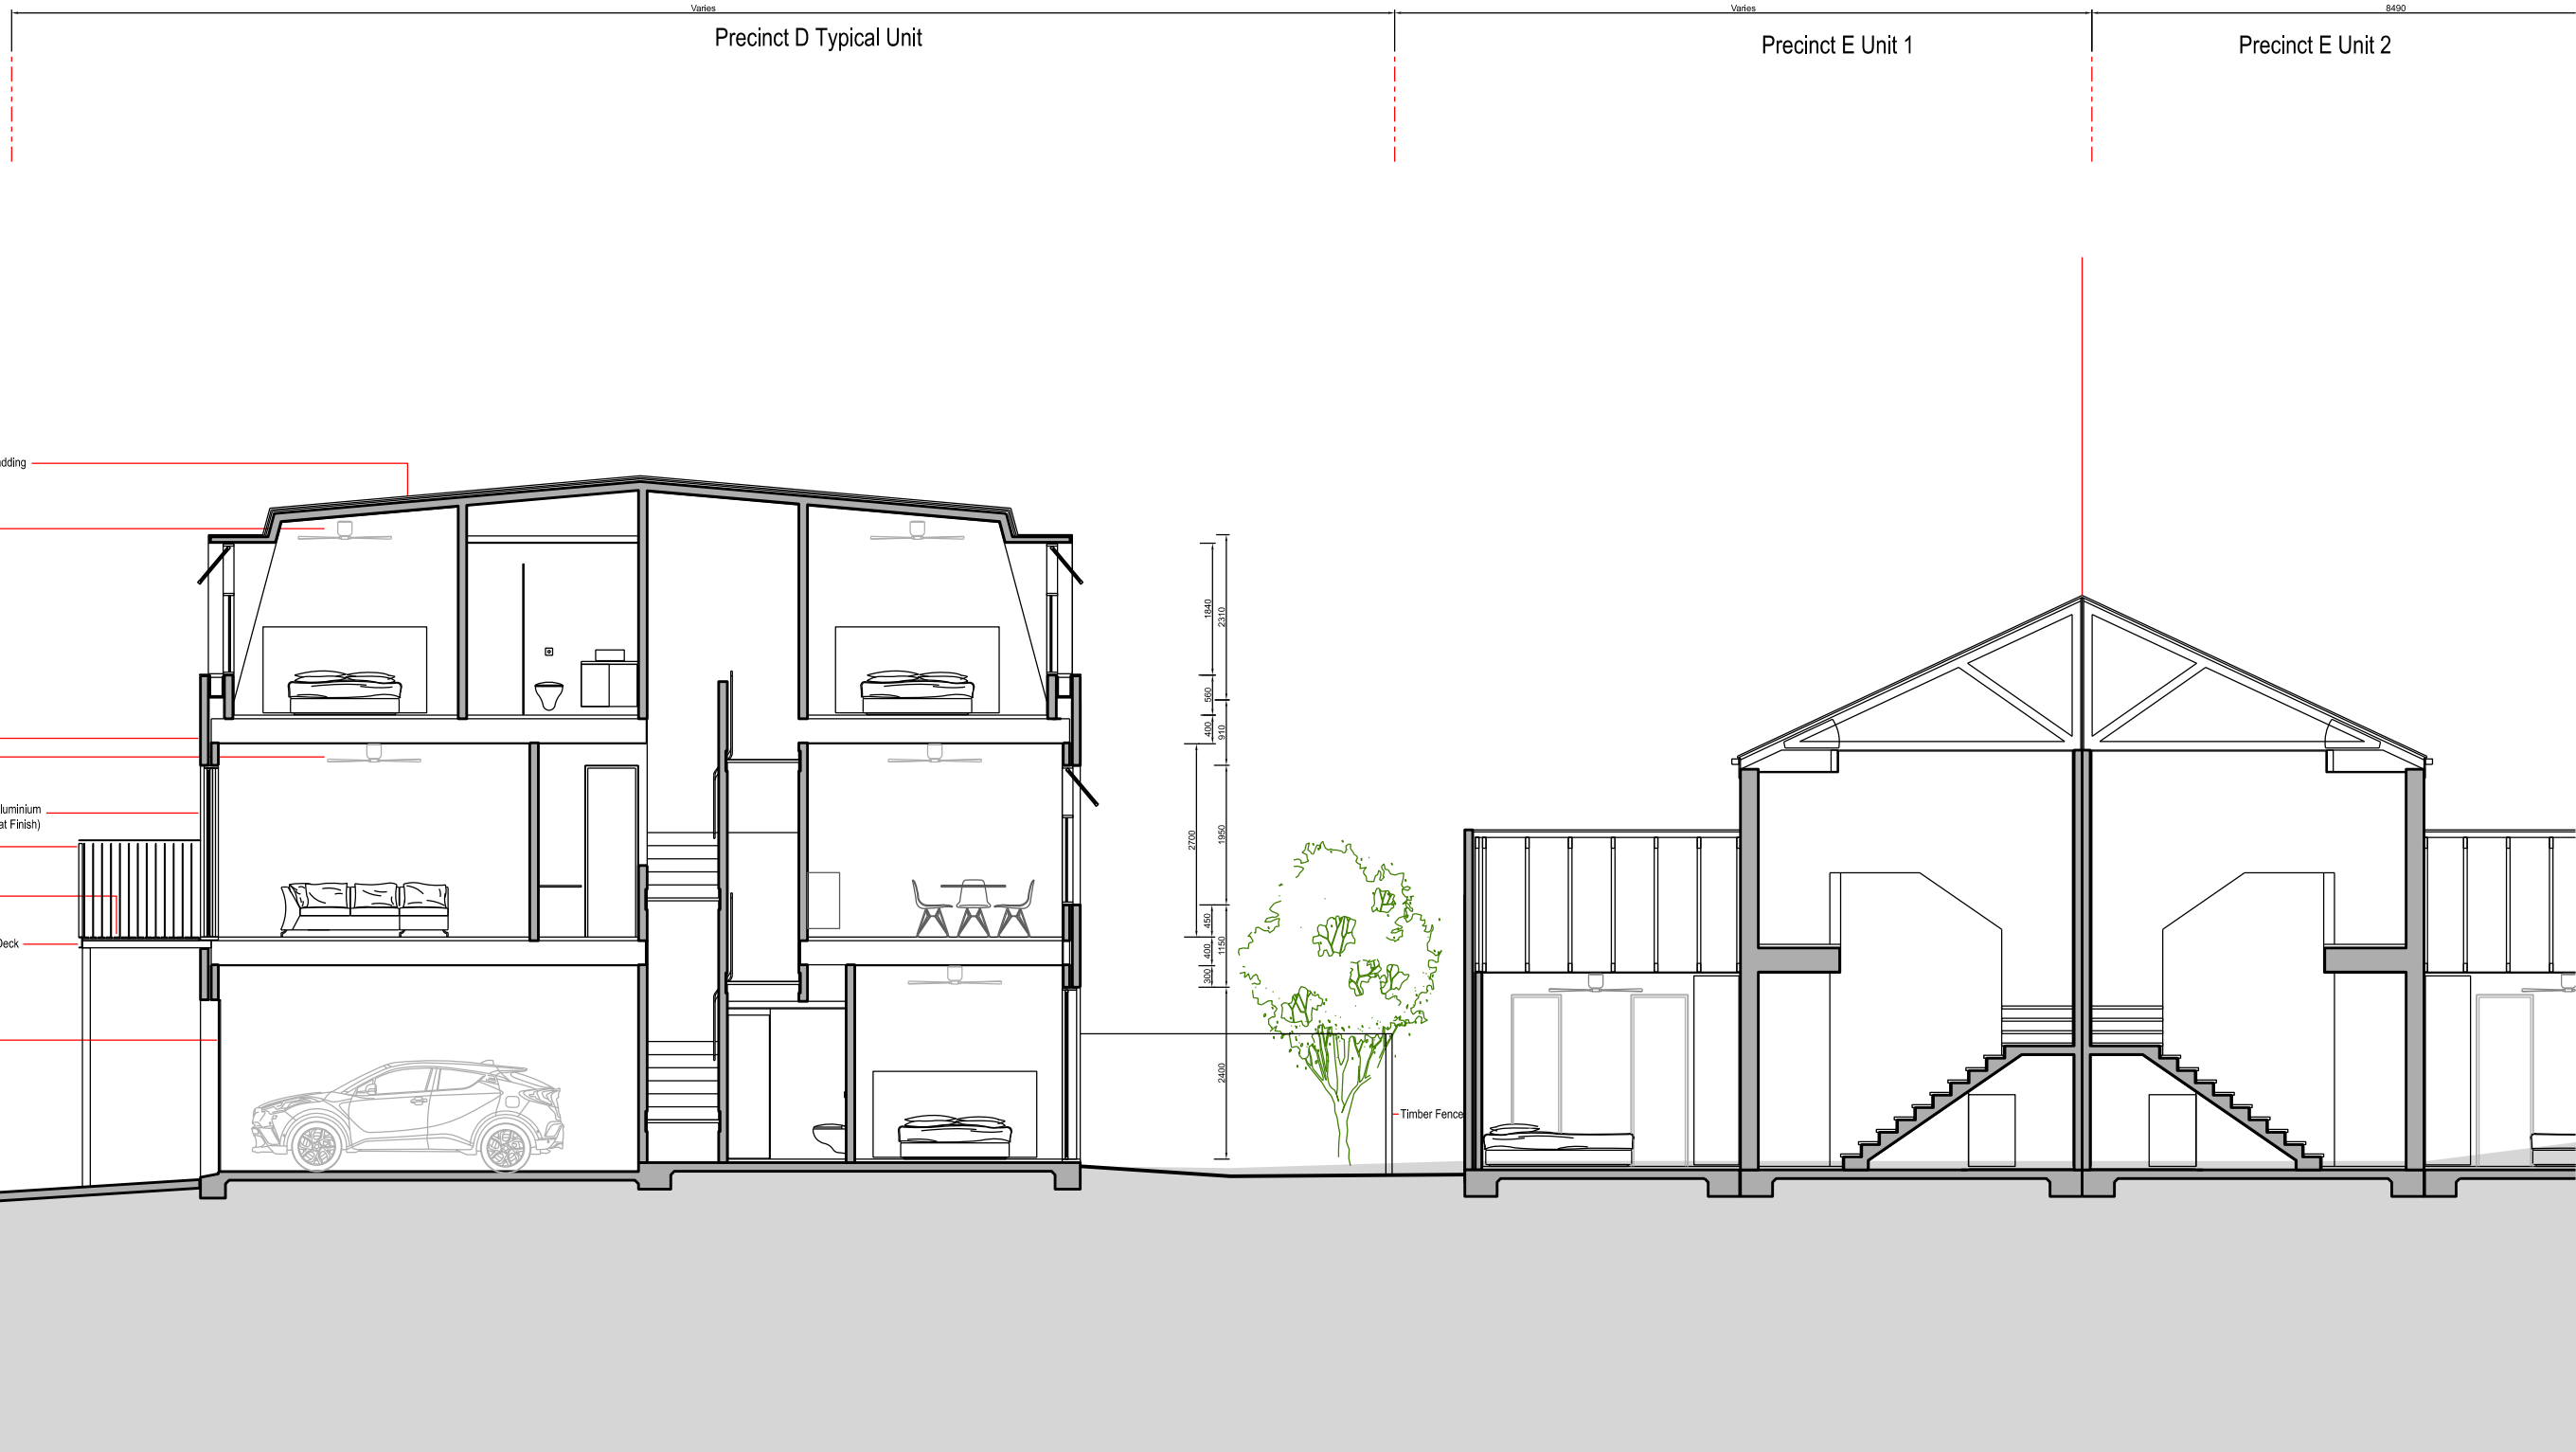 Varies
Varies
8490
Precinct D Typical Unit
Precinct E Unit 1
Precinct E Unit 2
dding
1840
2310
560
400
910
2700
1950
450
400
1150
300
2400
luminium
at Finish)
Deck
Timber Fence